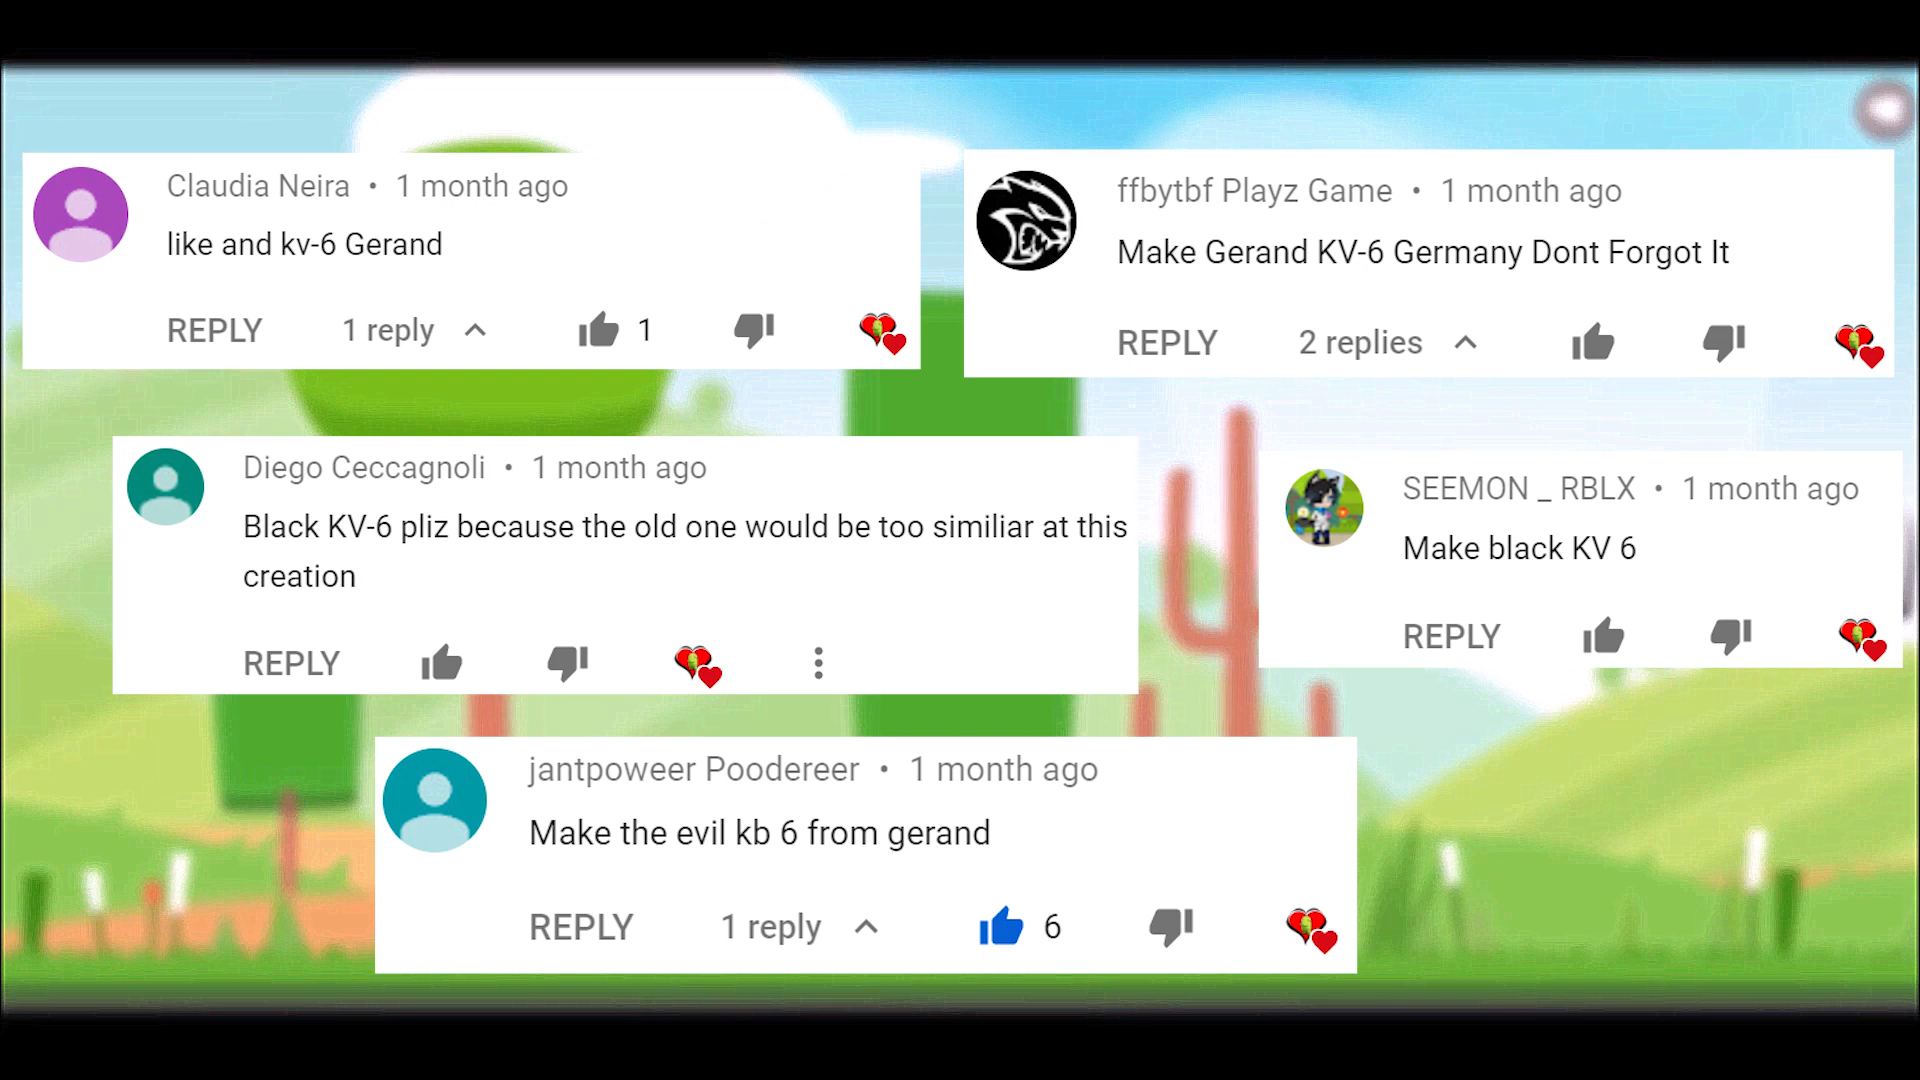 Claudia Neira • 1 month ago
like and kv-6 Gerand
REPLY 1 reply 1
ffbytbf Playz Game • 1 month ago
Make Gerand KV-6 Germany Dont Forgot It
REPLY 2 replies
Diego Ceccagnoli • 1 month ago
Black KV-6 pliz because the old one would be too similiar at this
creation
REPLY
SEEMON _ RBLX • 1 month ago
Make black KV 6
REPLY
jantpoweer Poodereer • 1 month ago
Make the evil kb 6 from gerand
REPLY 1 reply 6